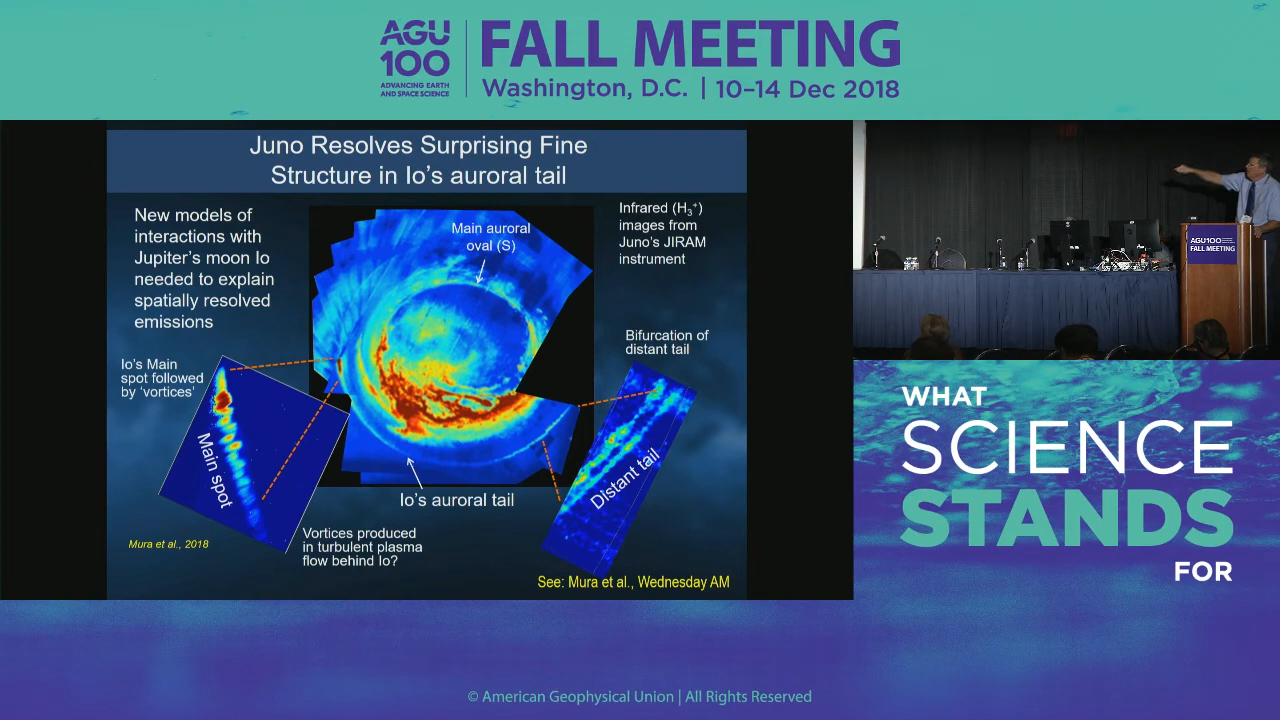 AGU
100
ADVANCING EARTH
AND SPACE SCIENCE
FALL MEETING
Washington, D.C. | 10–14 Dec 2018
Juno Resolves Surprising Fine
Structure in Io's auroral tail
New models of
interactions with
Jupiter's moon Io
needed to explain
spatially resolved
emissions
Main auroral
oval (S)
Infrared (H₃⁺)
images from
Juno's JIRAM
instrument
Bifurcation of
distant tail
Io's Main
spot followed
by 'vortices'
Main spot
Distant tail
Io's auroral tail
Vortices produced
in turbulent plasma
flow behind Io?
Mura et al., 2018
See: Mura et al., Wednesday AM
AGU100
FALL MEETING
WHAT
SCIENCE
STANDS
FOR
© American Geophysical Union | All Rights Reserved